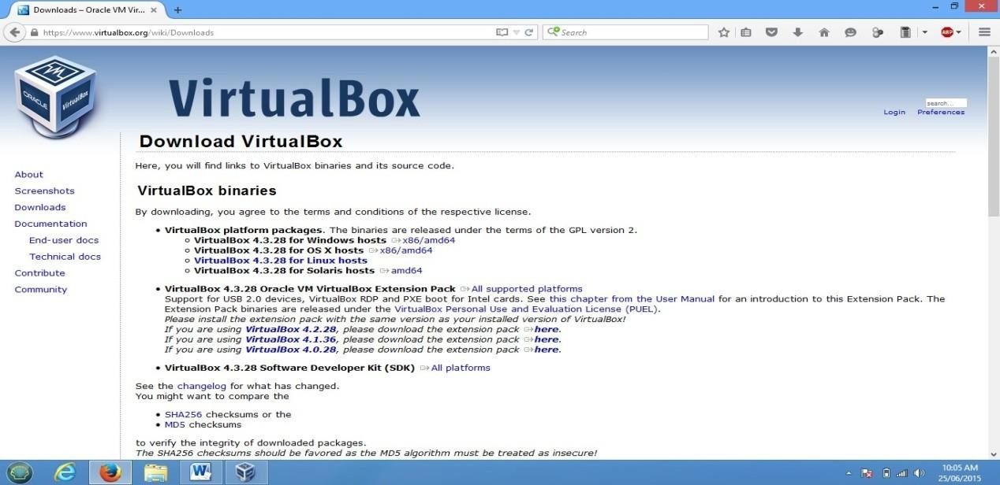 Downloads – Oracle VM Vir...
https://www.virtualbox.org/wiki/Downloads
Search
ABP
ORACLE
VirtualBox
VirtualBox
search...
Login Preferences
Download VirtualBox
Here, you will find links to VirtualBox binaries and its source code.
About
Screenshots
Downloads
Documentation
End-user docs
Technical docs
Contribute
Community
VirtualBox binaries
By downloading, you agree to the terms and conditions of the respective license.
• VirtualBox platform packages. The binaries are released under the terms of the GPL version 2.
○ VirtualBox 4.3.28 for Windows hosts x86/amd64
○ VirtualBox 4.3.28 for OS X hosts x86/amd64
○ VirtualBox 4.3.28 for Linux hosts
○ VirtualBox 4.3.28 for Solaris hosts amd64
• VirtualBox 4.3.28 Oracle VM VirtualBox Extension Pack All supported platforms
Support for USB 2.0 devices, VirtualBox RDP and PXE boot for Intel cards. See this chapter from the User Manual for an introduction to this Extension Pack. The
Extension Pack binaries are released under the VirtualBox Personal Use and Evaluation License (PUEL).
Please install the extension pack with the same version as your installed version of VirtualBox!
If you are using VirtualBox 4.2.28, please download the extension pack here.
If you are using VirtualBox 4.1.36, please download the extension pack here.
If you are using VirtualBox 4.0.28, please download the extension pack here.
• VirtualBox 4.3.28 Software Developer Kit (SDK) All platforms
See the changelog for what has changed.
You might want to compare the
• SHA256 checksums or the
• MD5 checksums
to verify the integrity of downloaded packages.
The SHA256 checksums should be favored as the MD5 algorithm must be treated as insecure!
10:05 AM
25/06/2015